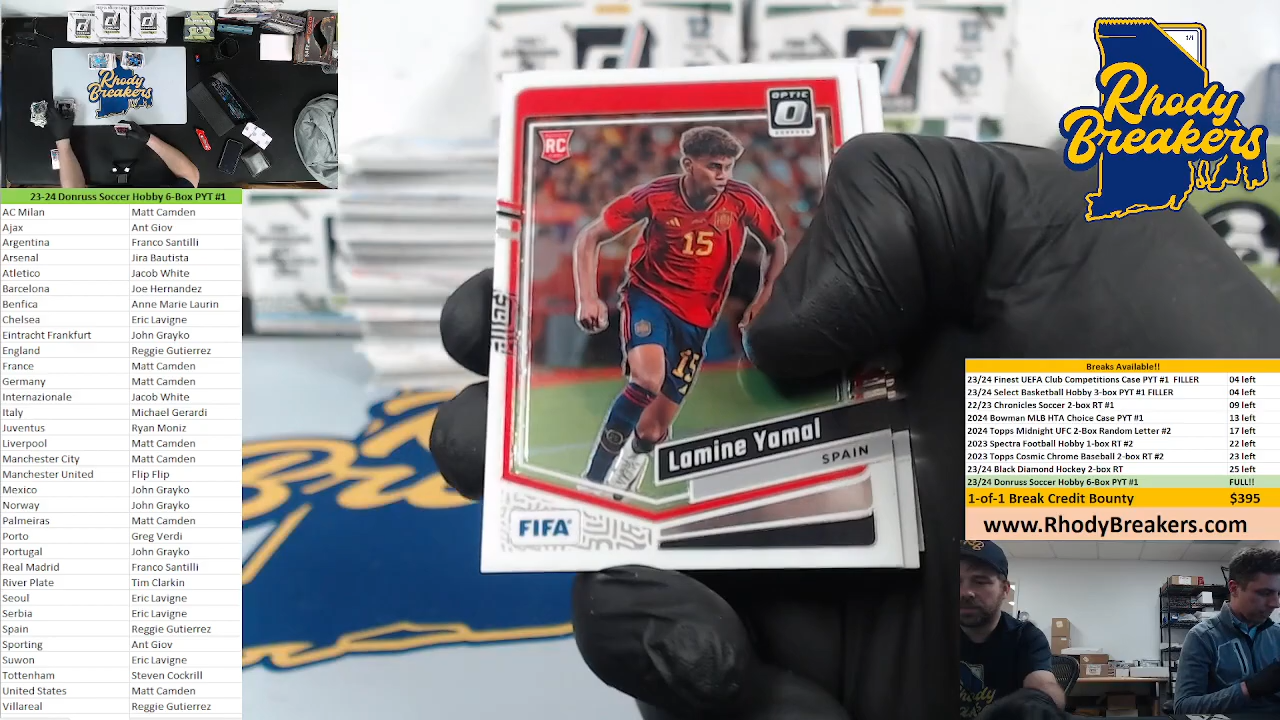 23-24 Donruss Soccer Hobby 6-Box PYT #1
AC Milan Matt Camden
Ajax Ant Giov
Argentina Franco Santilli
Arsenal Jira Bautista
Atletico Jacob White
Barcelona Joe Hernandez
Benfica Anne Marie Laurin
Chelsea Eric Lavigne
Eintracht Frankfurt John Grayko
England Reggie Gutierrez
France Matt Camden
Germany Matt Camden
Internazionale Jacob White
Italy Michael Gerardi
Juventus Ryan Moniz
Liverpool Matt Camden
Manchester City Matt Camden
Manchester United Flip Flip
Mexico John Grayko
Norway John Grayko
Palmeiras Matt Camden
Porto Greg Verdi
Portugal John Grayko
Real Madrid Franco Santilli
River Plate Tim Clarkin
Seoul Eric Lavigne
Serbia Eric Lavigne
Spain Reggie Gutierrez
Sporting Ant Giov
Suwon Eric Lavigne
Tottenham Steven Cockrill
United States Matt Camden
Villareal Reggie Gutierrez
Rhody
Breakers
OPTIC
RC
15
15
Lamine Yamal
SPAIN
FIFA
1/1
Rhody
Breakers
RI
Breaks Available!!
23/24 Finest UEFA Club Competitions Case PYT #1 FILLER 04 left
23/24 Select Basketball Hobby 3-box PYT #1 FILLER 04 left
22/23 Chronicles Soccer 2-box RT #1 09 left
2024 Bowman MLB HTA Choice Case PYT #1 13 left
2024 Topps Midnight UFC 2-Box Random Letter #2 17 left
2023 Spectra Football Hobby 1-box RT #2 22 left
2023 Topps Cosmic Chrome Baseball 2-box RT #2 23 left
23/24 Black Diamond Hockey 2-box RT 25 left
23/24 Donruss Soccer Hobby 6-Box PYT #1 FULL!!
1-of-1 Break Credit Bounty $395
www.RhodyBreakers.com